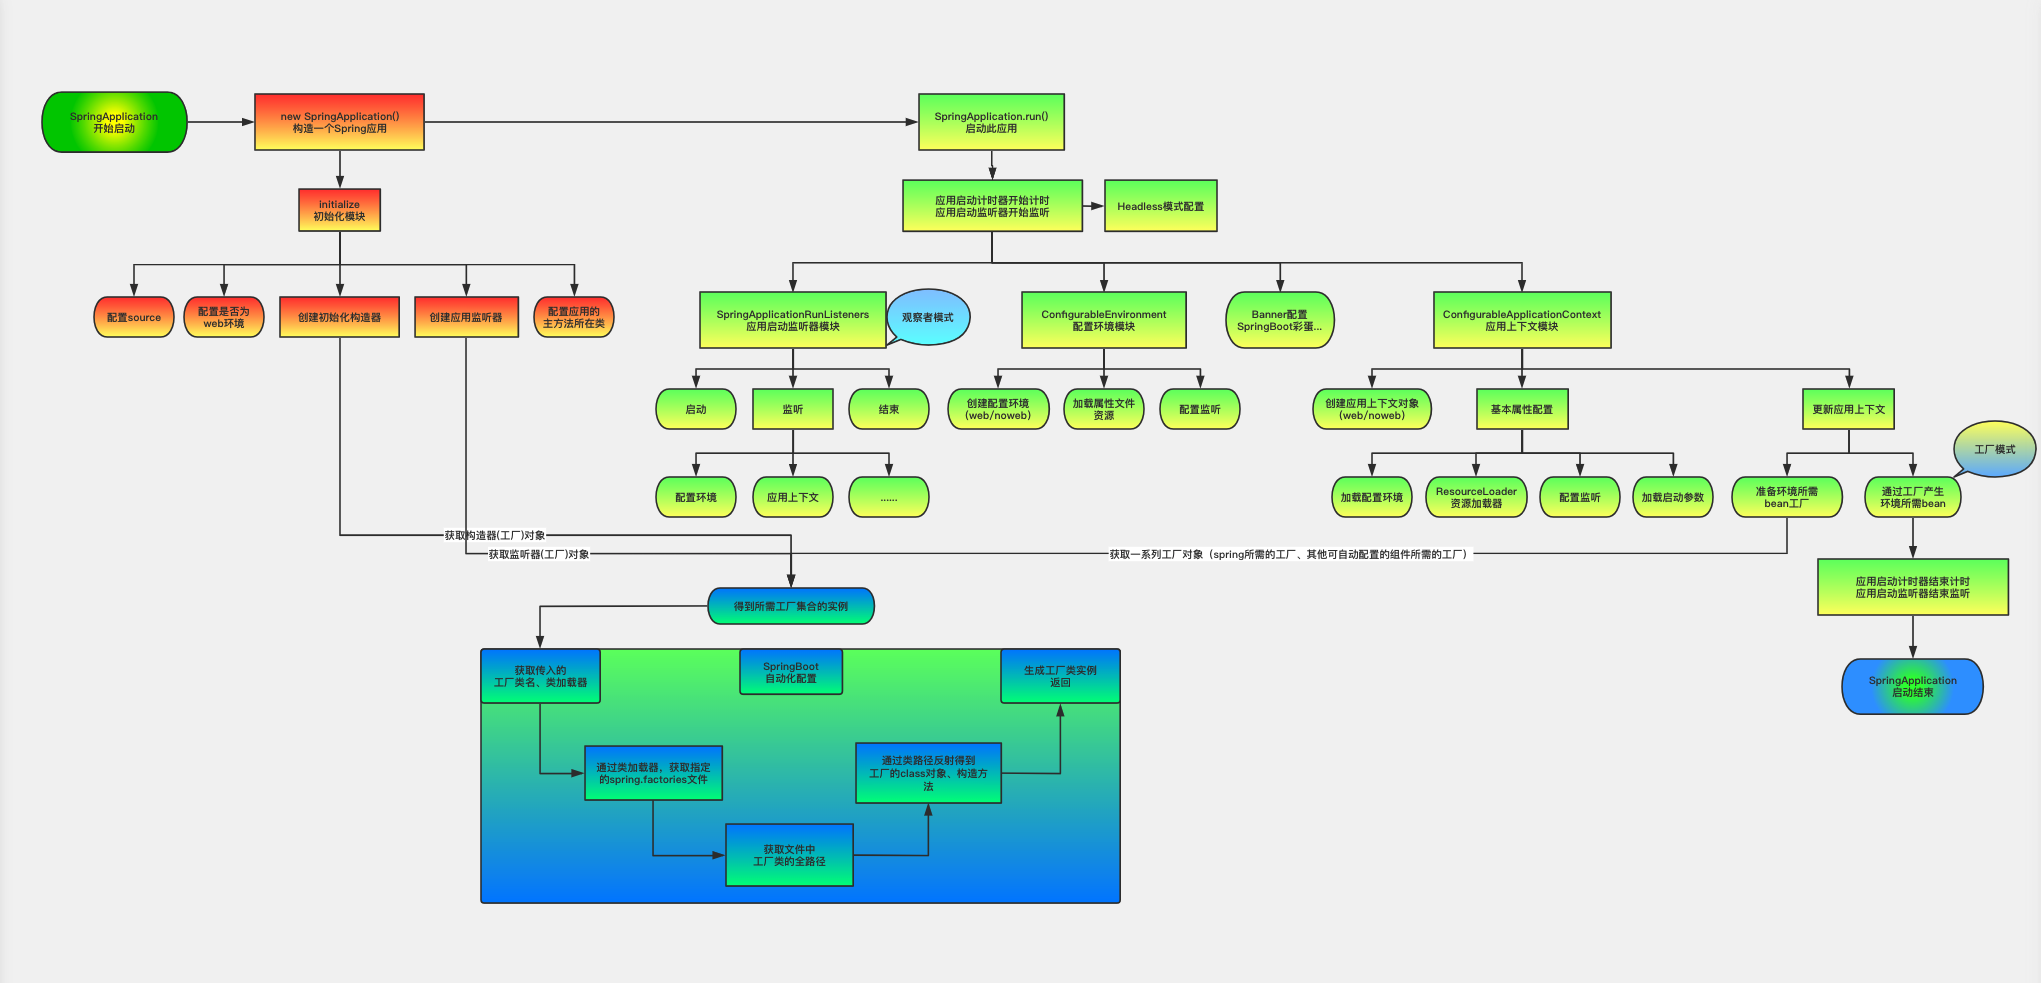 SpringApplication
开始启动
new SpringApplication()
构造一个Spring应用
SpringApplication.run()
启动此应用
initialize
初始化模块
应用启动计时器开始计时
应用启动监听器开始监听
Headless模式配置
配置source
配置是否为
web环境
创建初始化构造器
创建应用监听器
配置应用的
主方法所在类
SpringApplicationRunListeners
应用启动监听器模块
观察者模式
ConfigurableEnvironment
配置环境模块
Banner配置
SpringBoot彩蛋...
ConfigurableApplicationContext
应用上下文模块
启动
监听
结束
创建配置环境
(web/noweb)
加载属性文件
资源
配置监听
创建应用上下文对象
(web/noweb)
基本属性配置
更新应用上下文
工厂模式
配置环境
应用上下文
......
加载配置环境
ResourceLoader
资源加载器
配置监听
加载启动参数
准备环境所需
bean工厂
通过工厂产生
环境所需bean
获取构造器(工厂)对象
获取监听器(工厂)对象
获取一系列工厂对象（spring所需的工厂、其他可自动配置的组件所需的工厂）
应用启动计时器结束计时
应用启动监听器结束监听
得到所需工厂集合的实例
获取传入的
工厂类名、类加载器
SpringBoot
自动化配置
生成工厂类实例
返回
SpringApplication
启动结束
通过类加载器，获取指定
的spring.factories文件
通过类路径反射得到
工厂的class对象、构造方
法
获取文件中
工厂类的全路径